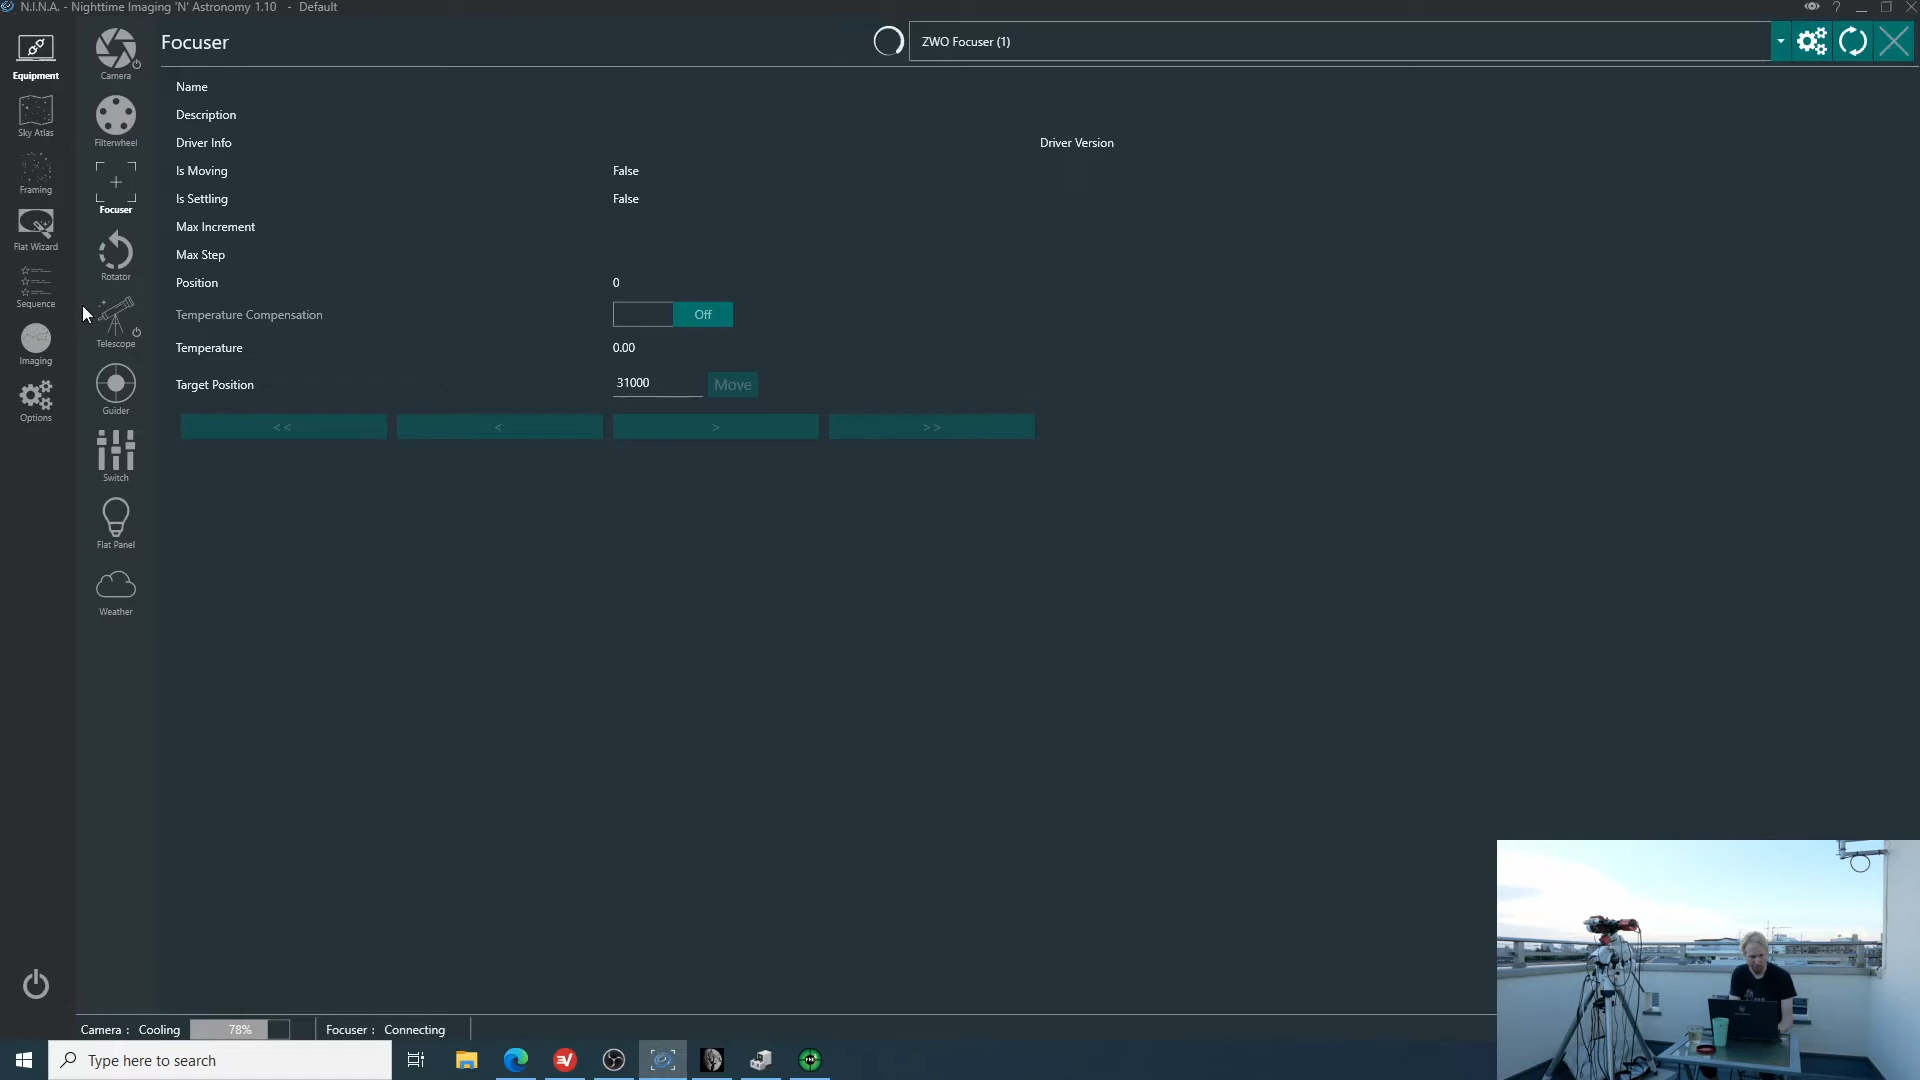 N.I.N.A. - Nighttime Imaging 'N' Astronomy 1.10 - Default
?
Equipment
Sky Atlas
Framing
Flat Wizard
Sequence
Imaging
Options
Camera
Filterwheel
Focuser
Rotator
Telescope
Guider
Switch
Flat Panel
Weather
Focuser
ZWO Focuser (1)
Name
Description
Driver Info
Driver Version
Is Moving False
Is Settling False
Max Increment
Max Step
Position 0
Temperature Compensation Off
Temperature 0.00
Target Position 31000 Move
<< < > >>
Camera : Cooling 78% Focuser : Connecting
Type here to search